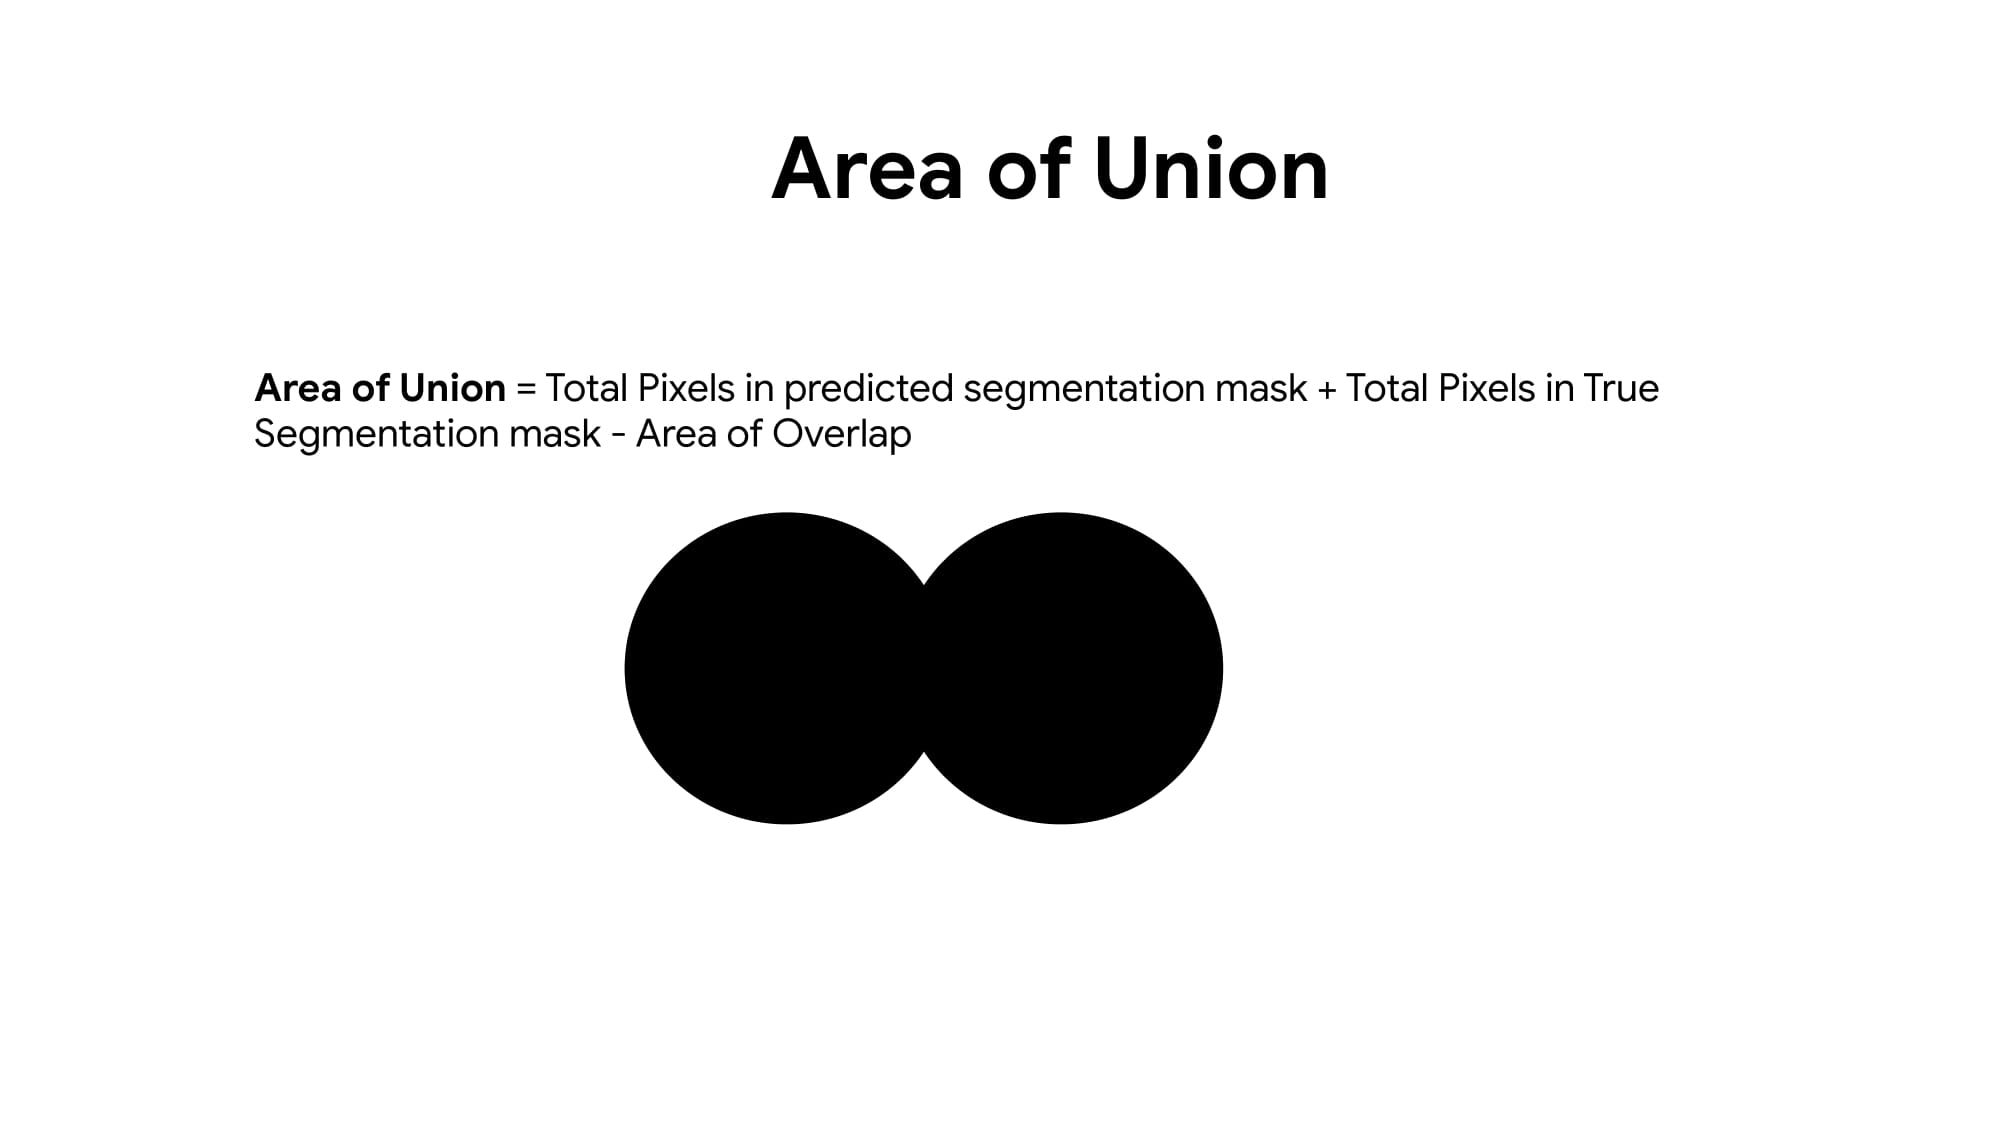 Area of Union
Area of Union = Total Pixels in predicted segmentation mask + Total Pixels in True
Segmentation mask - Area of Overlap